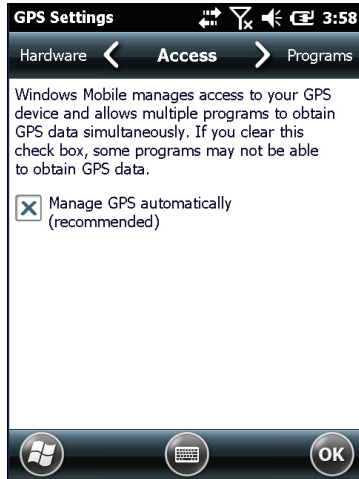 GPS Settings 3:58
Hardware Access Programs
Windows Mobile manages access to your GPS
device and allows multiple programs to obtain
GPS data simultaneously. If you clear this
check box, some programs may not be able
to obtain GPS data.
Manage GPS automatically
(recommended)
OK